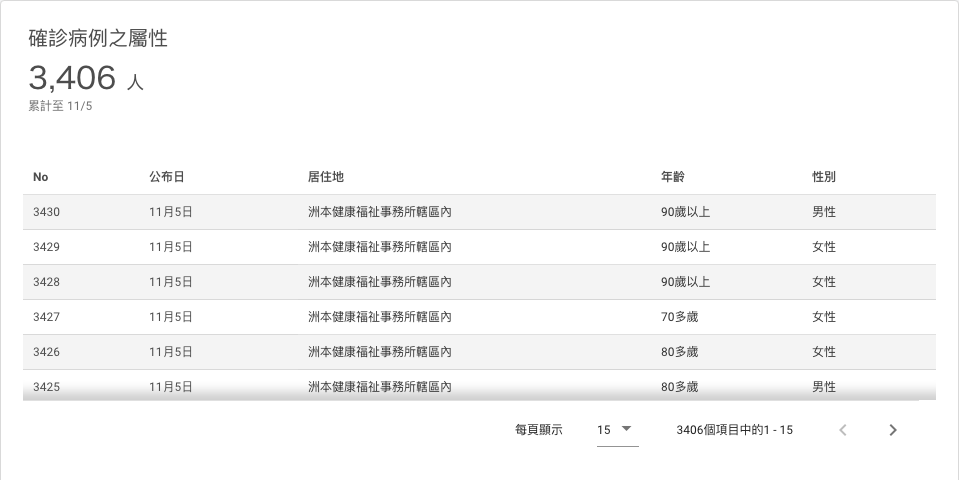 確診病例之屬性
3,406 人
累計至 11/5
No 公布日 居住地 年齡 性別
3430 11月5日 洲本健康福祉事務所轄區內 90歲以上 男性
3429 11月5日 洲本健康福祉事務所轄區內 90歲以上 女性
3428 11月5日 洲本健康福祉事務所轄區內 90歲以上 女性
3427 11月5日 洲本健康福祉事務所轄區內 70多歲 女性
3426 11月5日 洲本健康福祉事務所轄區內 80多歲 女性
3425 11月5日 洲本健康福祉事務所轄區內 80多歲 男性
每頁顯示 15 3406個項目中的1 - 15